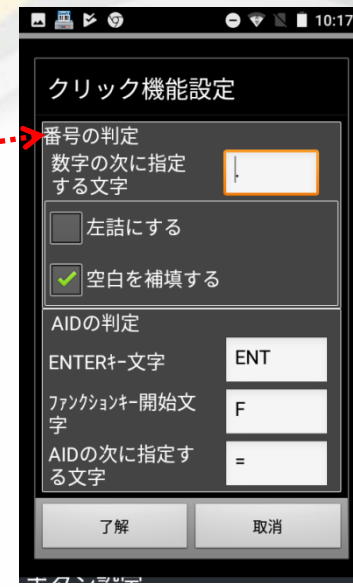 10:17
クリック機能設定
番号の判定
数字の次に指定
する文字
.
左詰にする
空白を補填する
AIDの判定
ENTERｷｰ文字
ENT
ﾌｧﾝｸｼｮﾝｷｰ開始文
字
F
AIDの次に指定す
る文字
=
了解
取消